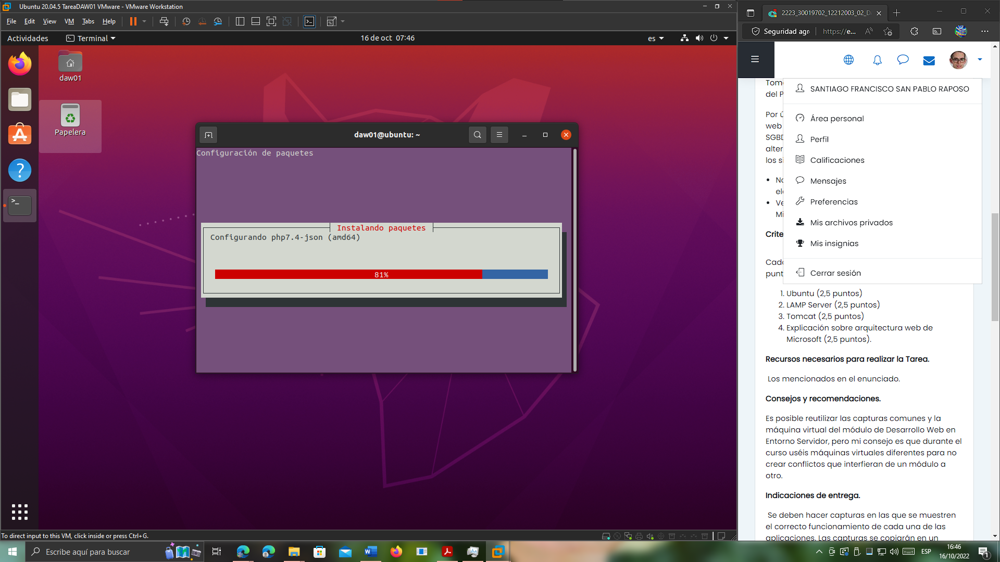 Ubuntu 20.04.5 TareaDAW01 VMware - VMware Workstation
File Edit View VM Tabs Help
Actividades Terminal 16 de oct 07:46 es
daw01
Papelera
daw01@ubuntu: ~
Configuración de paquetes
Instalando paquetes
Configurando php7.4-json (amd64)
81%
To direct input to this VM, click inside or press Ctrl+G.
2223_30019702_12212003_02_D
Seguridad agr https://e...
SANTIAGO FRANCISCO SAN PABLO RAPOSO
Área personal
Perfil
Calificaciones
Mensajes
Preferencias
Mis archivos privados
Mis insignias
Cerrar sesión
Tom
del P
Por ú
web
SGBD
alter
los si
No
ele
Ve
Mi
Crite
Cada
punt
1. Ubuntu (2,5 puntos)
2. LAMP Server (2,5 puntos)
3. Tomcat (2,5 puntos)
4. Explicación sobre arquitectura web de
Microsoft (2,5 puntos).
Recursos necesarios para realizar la Tarea.
Los mencionados en el enunciado.
Consejos y recomendaciones.
Es posible reutilizar las capturas comunes y la
máquina virtual del módulo de Desarrollo Web en
Entorno Servidor, pero mi consejo es que durante el
curso uséis máquinas virtuales diferentes para no
crear conflictos que interfieran de un módulo a
otro.
Indicaciones de entrega.
Se deben hacer capturas en las que se muestren
el correcto funcionamiento de cada una de las
aplicaciones. Las capturas se copiarán en un
Escribe aquí para buscar
ESP
16:46
16/10/2022
1